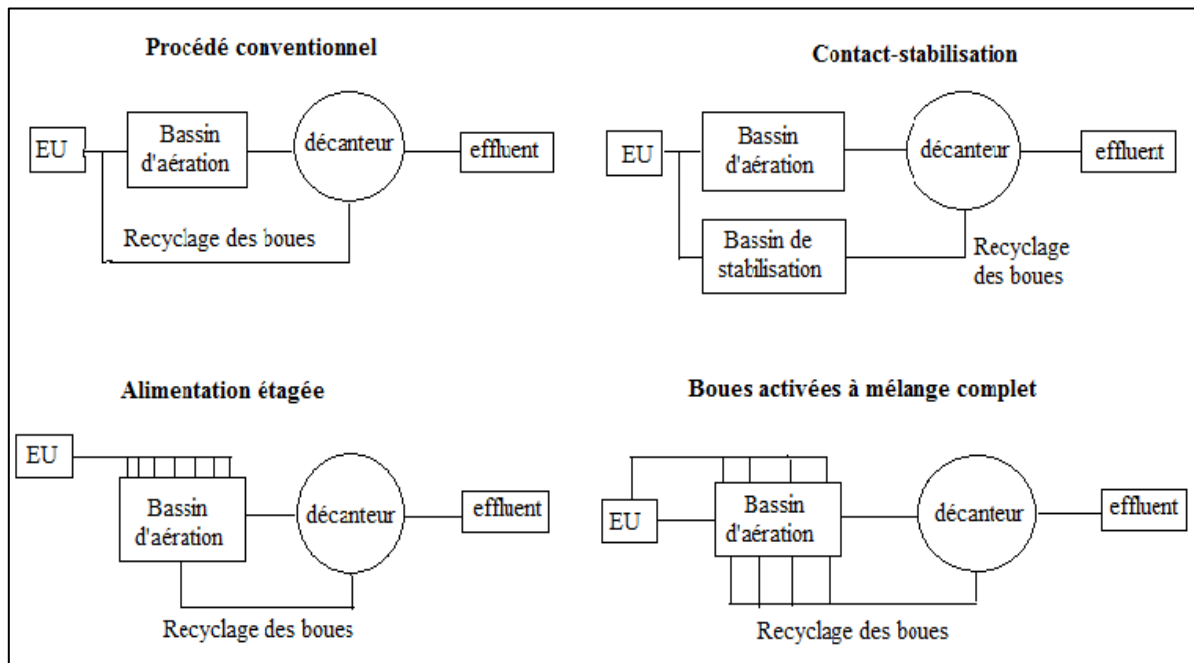 Procédé conventionnel
EU
Bassin
d'aération
décanteur
effluent
Recyclage des boues
Contact-stabilisation
EU
Bassin
d'aération
décanteur
effluent
Bassin de
stabilisation
Recyclage
des boues
Alimentation étagée
EU
Bassin
d'aération
décanteur
effluent
Recyclage des boues
Boues activées à mélange complet
EU
Bassin
d'aération
décanteur
effluent
Recyclage des boues